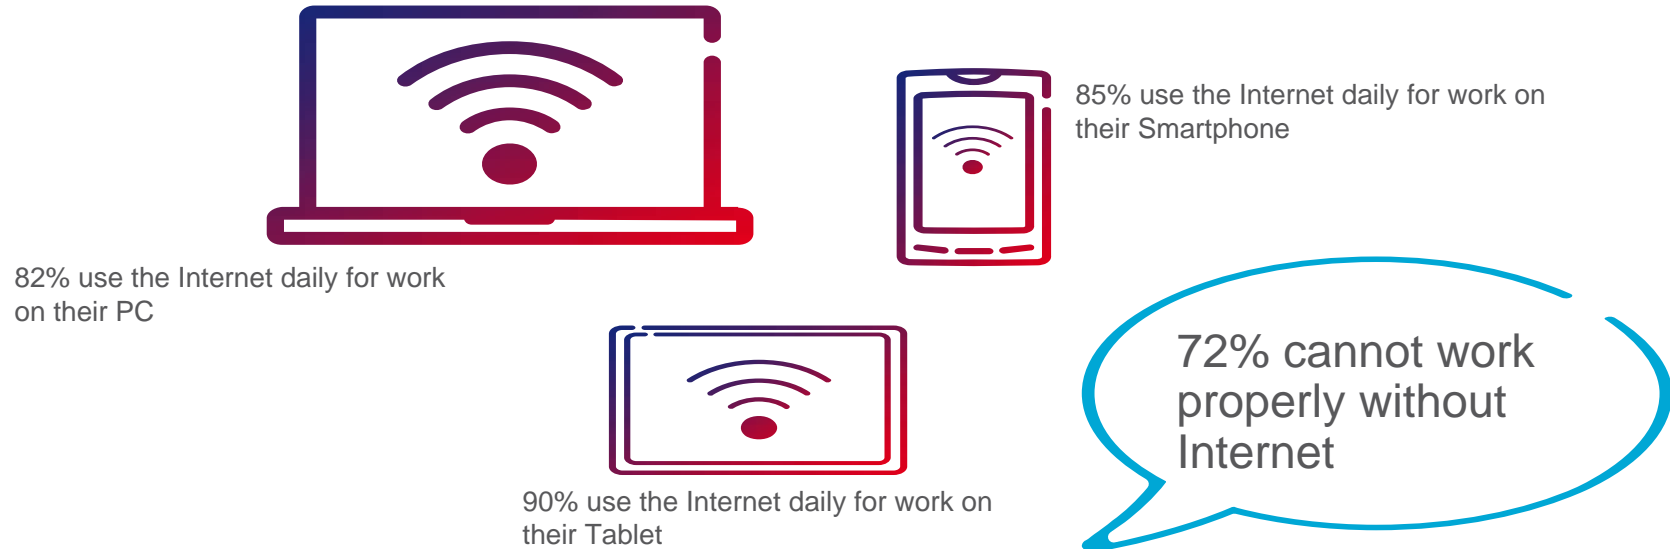 85% use the Internet daily for work on
their Smartphone
82% use the Internet daily for work
on their PC
72% cannot work
properly without
Internet
90% use the Internet daily for work on
their Tablet